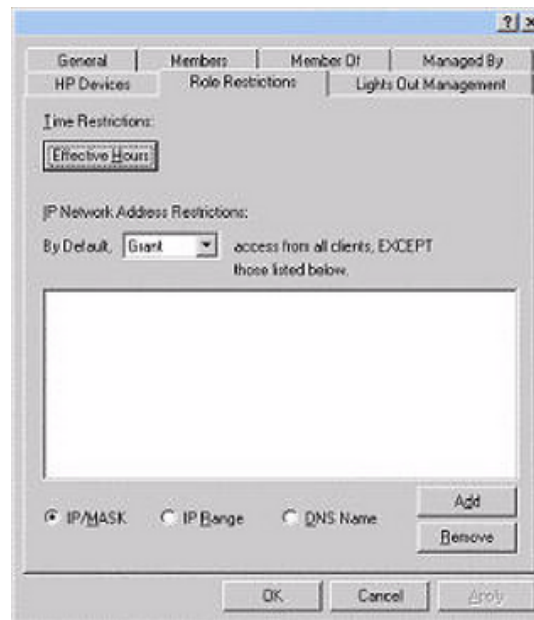 ? ×
General Members Member Of Managed By
HP Devices Role Restrictions Lights Out Management
Time Restrictions:
Effective Hours
IP Network Address Restrictions:
By Default, Grant access from all clients, EXCEPT
those listed below.
IP/MASK IP Range DNS Name
Add
Remove
OK Cancel Apply